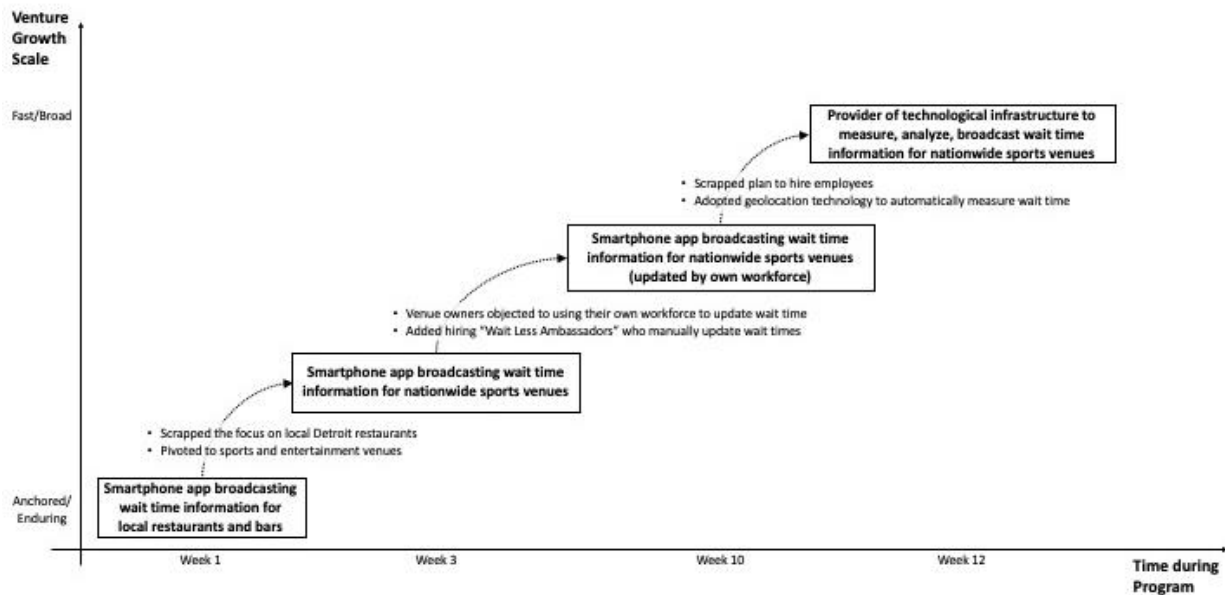 Venture
Growth
Scale
Fast/Broad
Provider of technological infrastructure to
measure, analyze, broadcast wait time
information for nationwide sports venues
• Scrapped plan to hire employees
• Adopted geolocation technology to automatically measure wait time
Smartphone app broadcasting wait time
information for nationwide sports venues
(updated by own workforce)
• Venue owners objected to using their own workforce to update wait time
• Added hiring “Wait Less Ambassadors” who manually update wait times
Smartphone app broadcasting wait time
information for nationwide sports venues
• Scrapped the focus on local Detroit restaurants
• Pivoted to sports and entertainment venues
Anchored/
Enduring
Smartphone app broadcasting
wait time information for
local restaurants and bars
Week 1
Week 3
Week 10
Week 12
Time during
Program